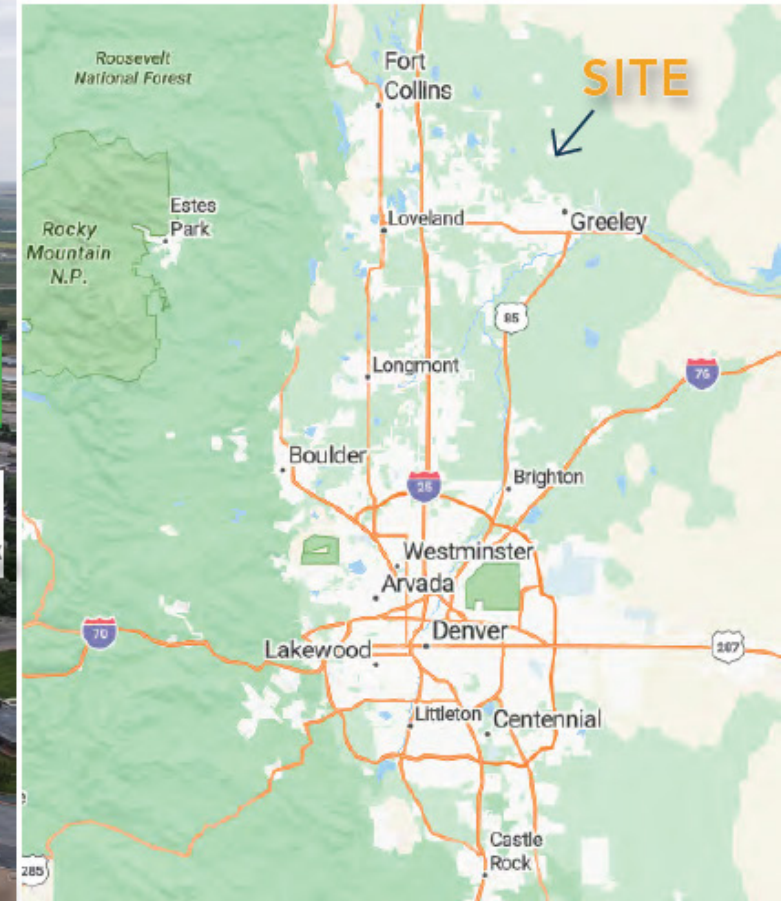 Roosevelt
National Forest
Fort
Collins
SITE
Estes
Park
Loveland
Greeley
Rocky
Mountain
N.P.
85
Longmont
76
Boulder
25
Brighton
Westminster
Arvada
70
Lakewood
Denver
287
Littleton
Centennial
Castle
Rock
285